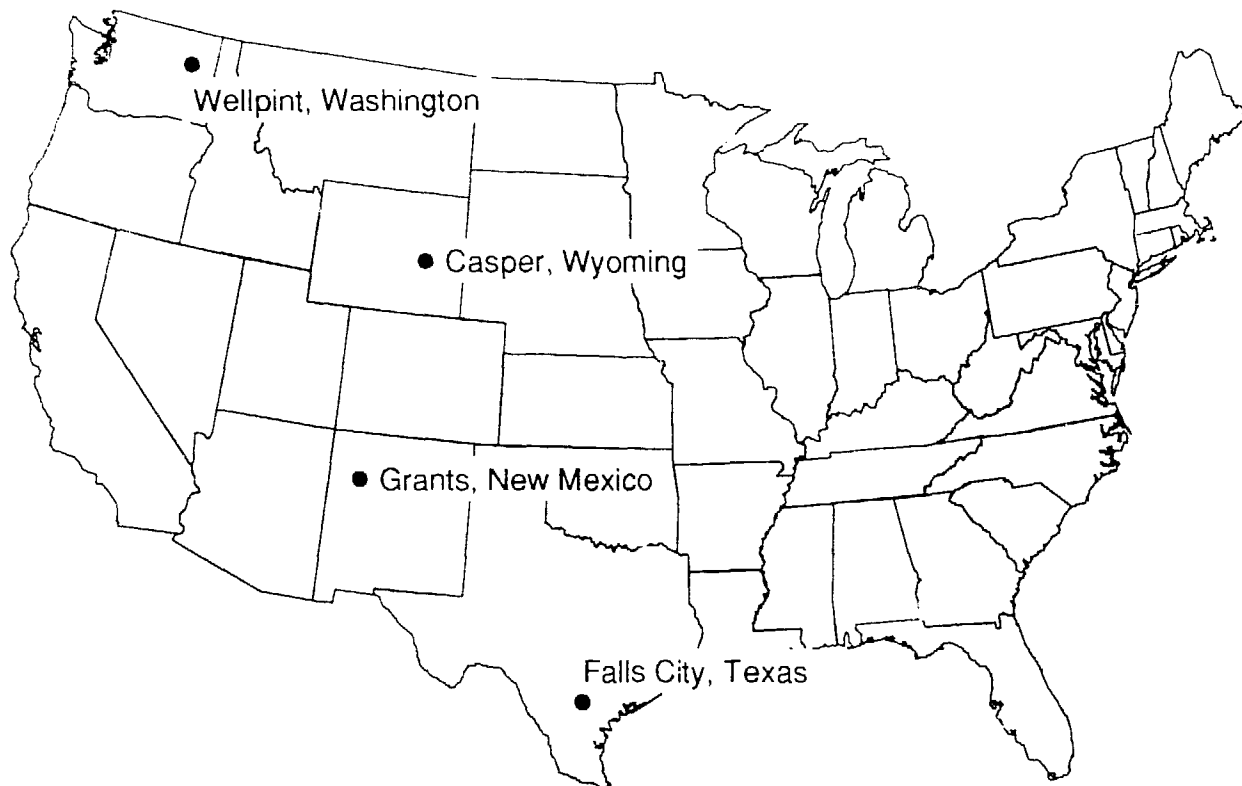 Wellpint, Washington
Casper, Wyoming
Grants, New Mexico
Falls City, Texas